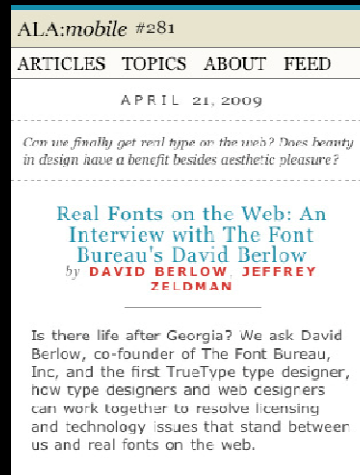 ALA:mobile #281
ARTICLES TOPICS ABOUT FEED
APRIL 21, 2009
Can we finally get real type on the web? Does beauty
in design have a benefit besides aesthetic pleasure?
Real Fonts on the Web: An
Interview with The Font
Bureau's David Berlow
by DAVID BERLOW, JEFFREY
ZELDMAN
Is there life after Georgia? We ask David
Berlow, co-founder of The Font Bureau,
Inc, and the first TrueType type designer,
how type designers and web designers
can work together to resolve licensing
and technology issues that stand between
us and real fonts on the web.